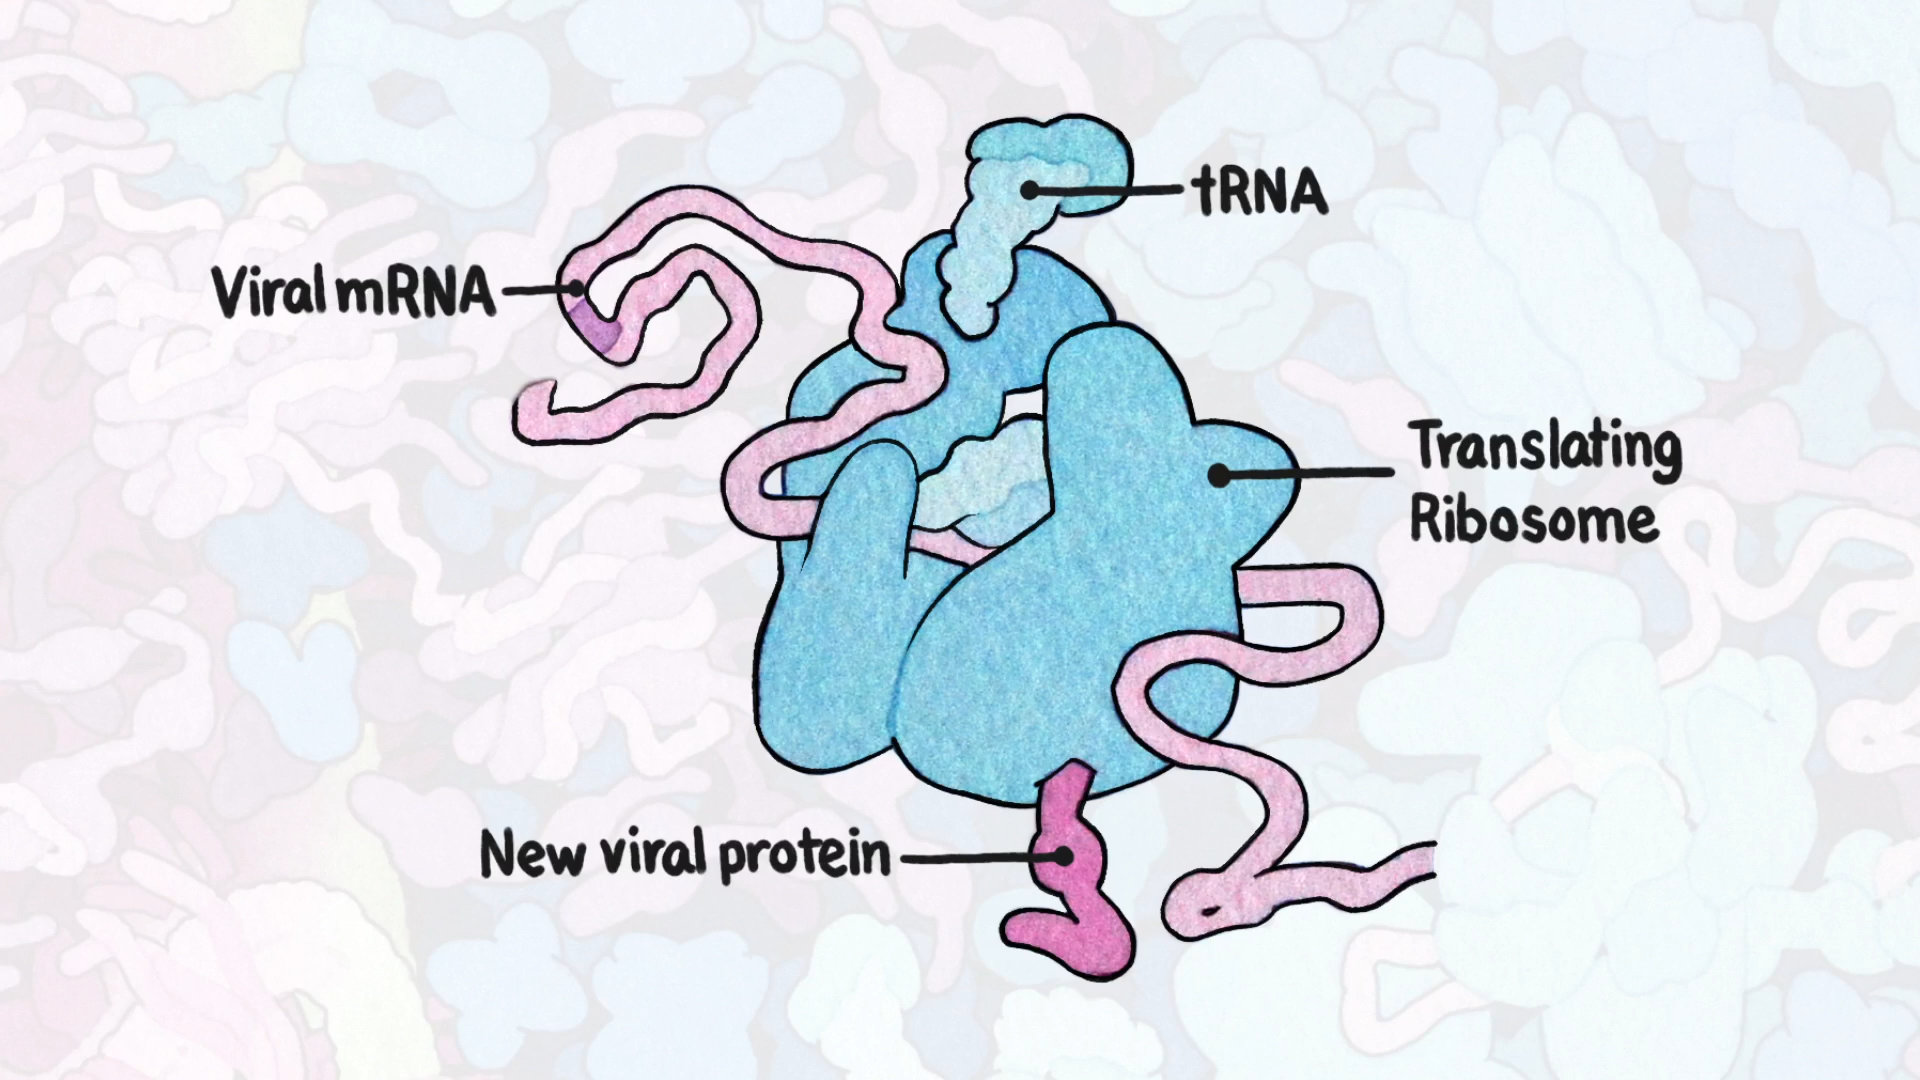 tRNA
Viral mRNA
Translating
Ribosome
New viral protein